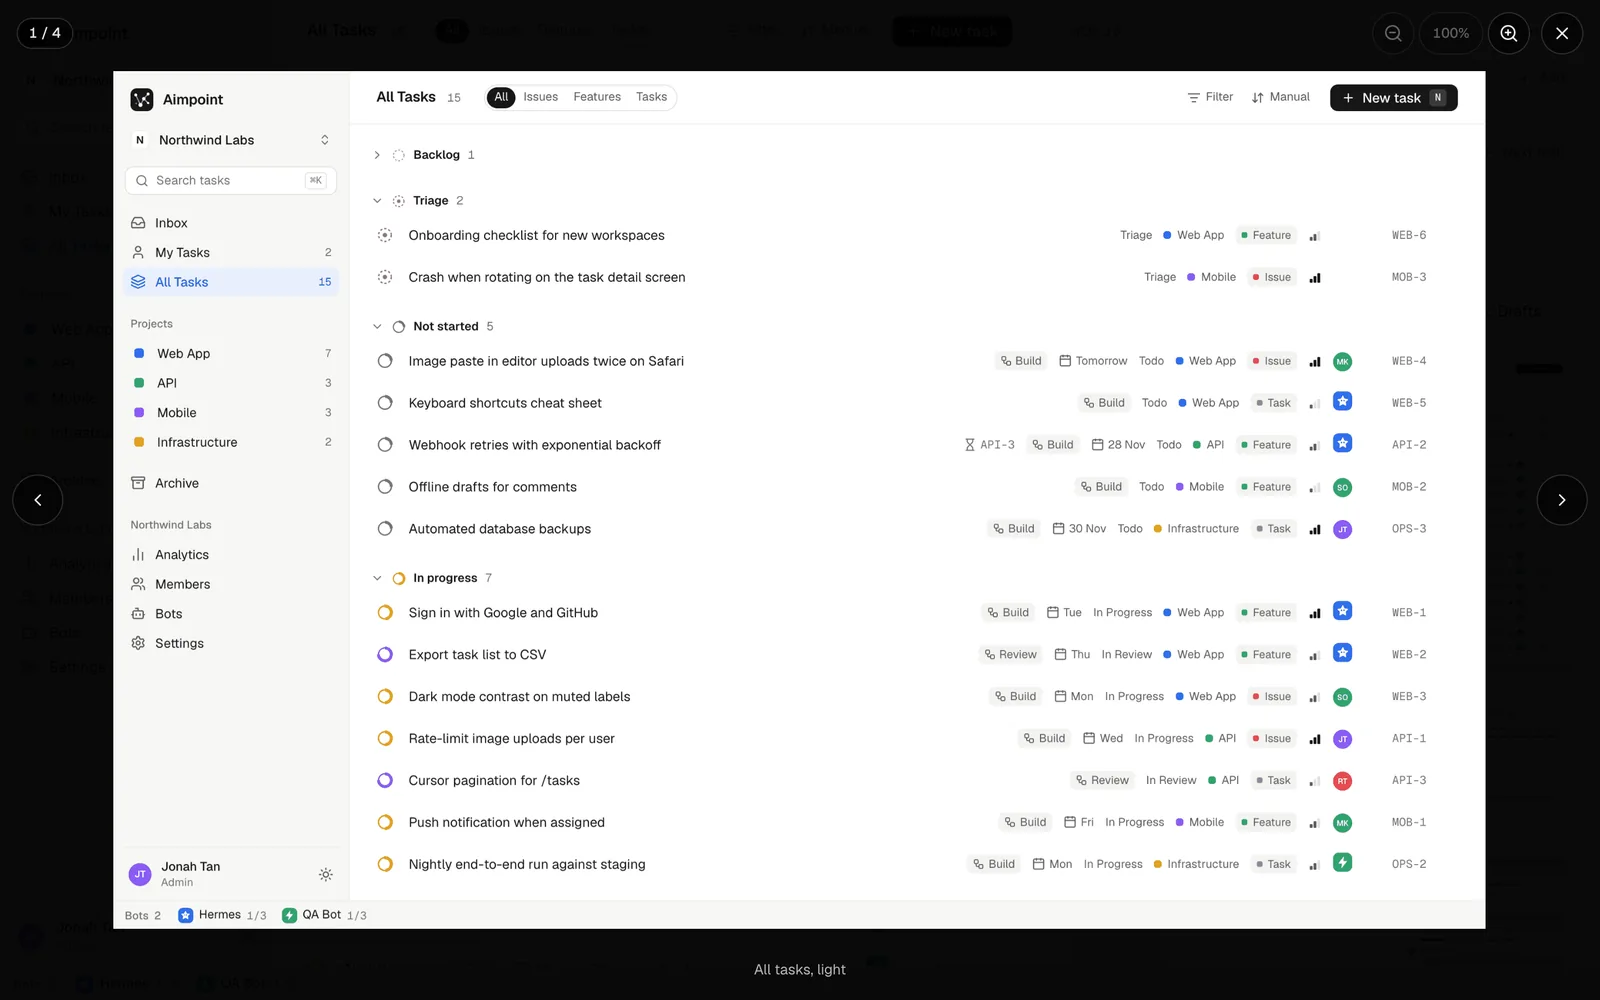 1 / 4
100%
Aimpoint
N Northwind Labs
Search tasks ⌘K
Inbox
My Tasks 2
All Tasks 15
Projects
Web App 7
API 3
Mobile 3
Infrastructure 2
Archive
Northwind Labs
Analytics
Members
Bots
Settings
JT Jonah Tan
Admin
All Tasks 15 All Issues Features Tasks Filter Manual + New task N
Backlog 1
Triage 2
Onboarding checklist for new workspaces Triage Web App Feature WEB-6
Crash when rotating on the task detail screen Triage Mobile Issue MOB-3
Not started 5
Image paste in editor uploads twice on Safari Build Tomorrow Todo Web App Issue MK WEB-4
Keyboard shortcuts cheat sheet Build Todo Web App Task WEB-5
Webhook retries with exponential backoff API-3 Build 28 Nov Todo API Feature API-2
Offline drafts for comments Build Todo Mobile Feature SO MOB-2
Automated database backups Build 30 Nov Todo Infrastructure Task JT OPS-3
In progress 7
Sign in with Google and GitHub Build Tue In Progress Web App Feature WEB-1
Export task list to CSV Review Thu In Review Web App Feature WEB-2
Dark mode contrast on muted labels Build Mon In Progress Web App Issue SO WEB-3
Rate-limit image uploads per user Build Wed In Progress API Issue JT API-1
Cursor pagination for /tasks Review In Review API Task RT API-3
Push notification when assigned Build Fri In Progress Mobile Feature MK MOB-1
Nightly end-to-end run against staging Build Mon In Progress Infrastructure Task OPS-2
Bots 2 Hermes 1/3 QA Bot 1/3
All tasks, light